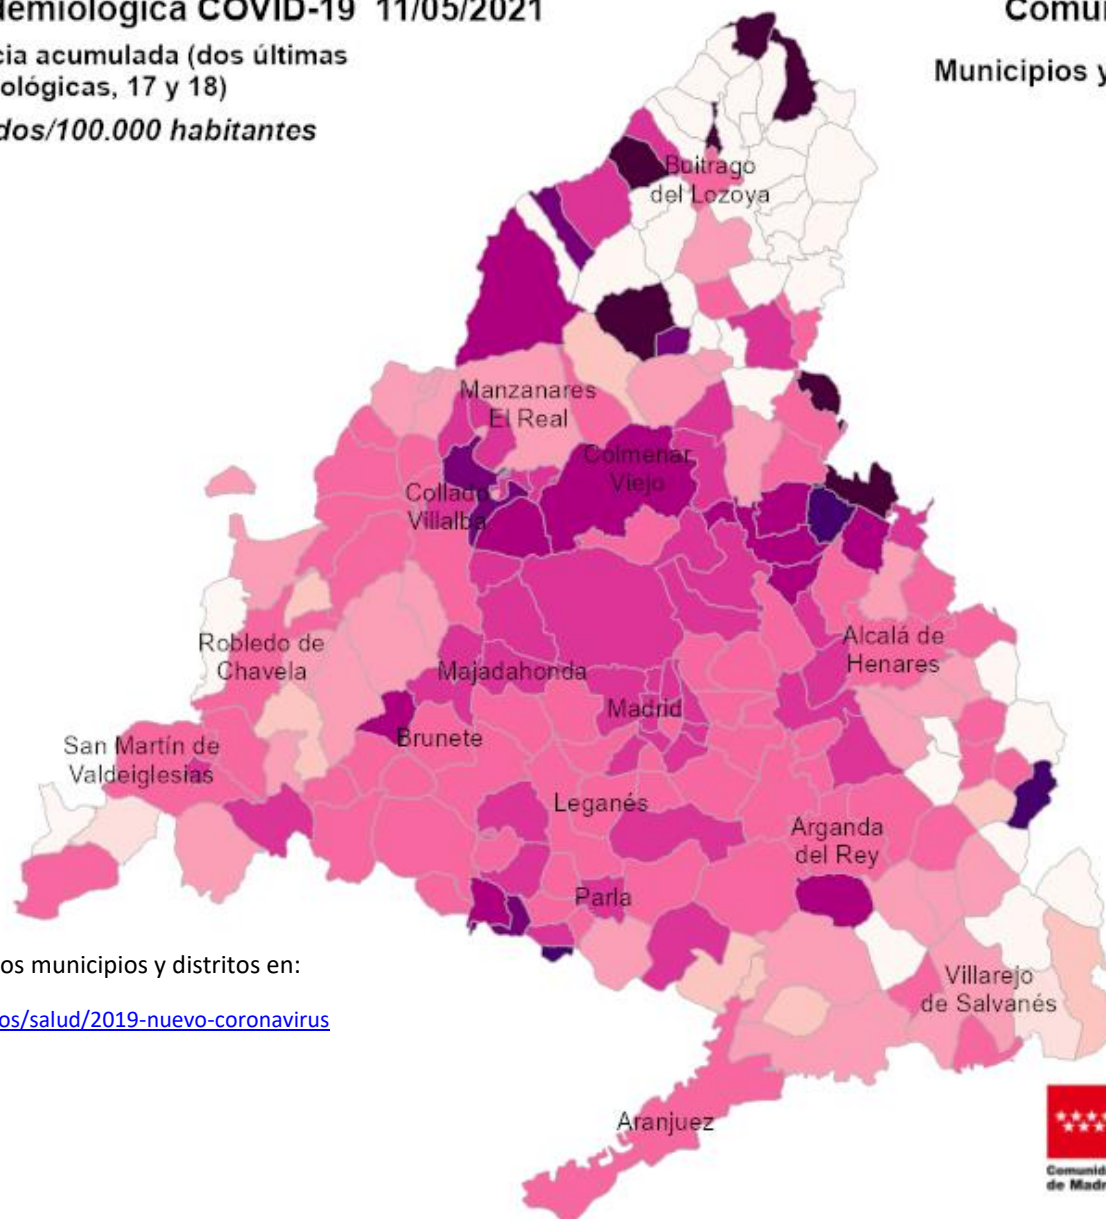 demiológica COVID-19 11/05/2021
Comu
cia acumulada (dos últimas
ológicas, 17 y 18)
Municipios y
dos/100.000 habitantes
Buitrago
del Lozoya
Manzanares
El Real
Colmenar
Viejo
Collado
Villalba
Robledo de
Chavela
Alcalá de
Henares
Majadahonda
Madrid
Brunete
San Martín de
Valdeiglesias
Leganés
Arganda
del Rey
Parla
os municipios y distritos en:
Villarejo
de Salvanés
os/salud/2019-nuevo-coronavirus
Aranjuez
Comunid
de Madr